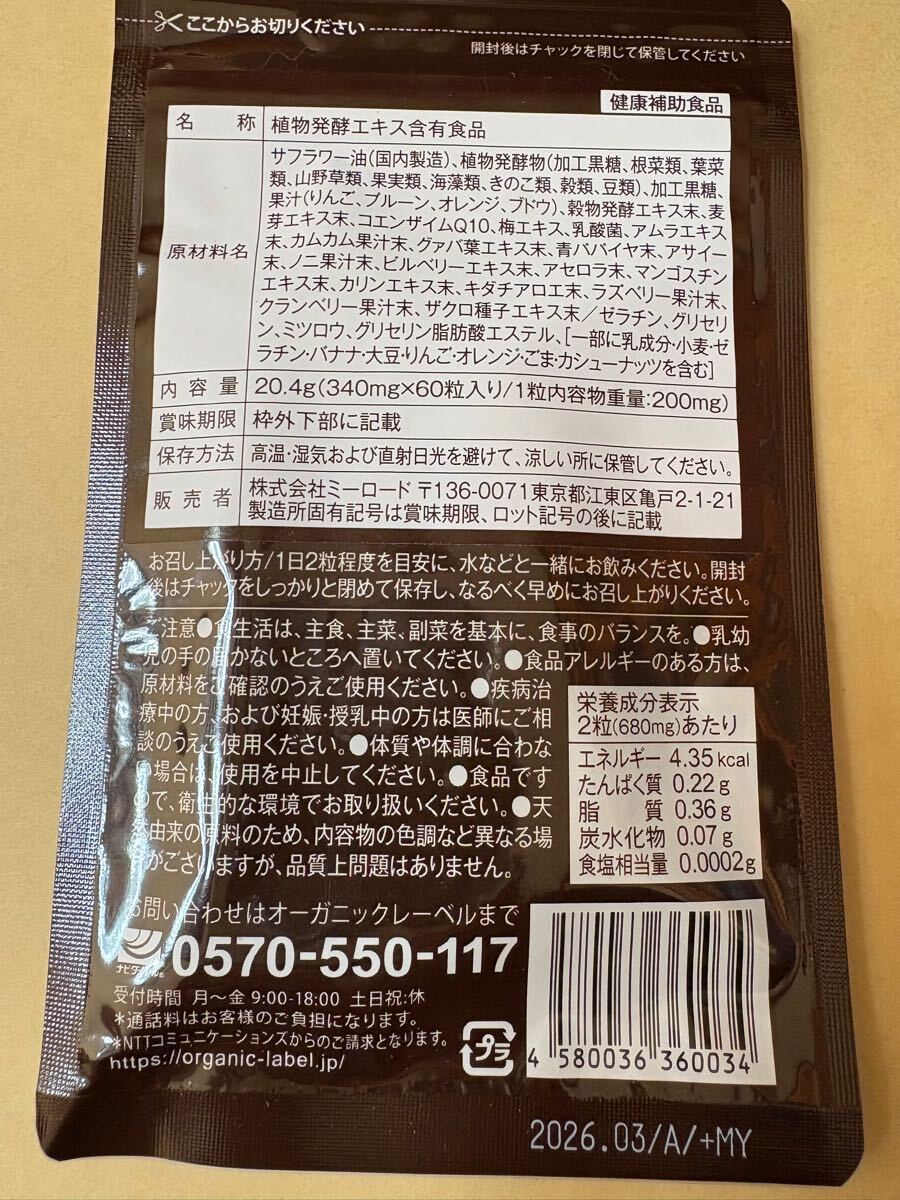 ここからお切りください
開封後はチャックを閉じて保管してください
健康補助食品
名 称 植物発酵エキス含有食品
原材料名
サフラワー油(国内製造)、植物発酵物(加工黒糖、根菜類、葉菜
類、山野草類、果実類、海藻類、きのこ類、穀類、豆類)、加工黒糖、
果汁(りんご、プルーン、オレンジ、ブドウ)、穀物発酵エキス末、麦
芽エキス末、コエンザイムQ10、梅エキス、乳酸菌、アムラエキス
末、カムカム果汁末、グァバ葉エキス末、青パパイヤ末、アサイー
末、ノニ果汁末、ビルベリーエキス末、アセロラ末、マンゴスチン
エキス末、カリンエキス末、キダチアロエ末、ラズベリー果汁末、
クランベリー果汁末、ザクロ種子エキス末/ゼラチン、グリセリ
ン、ミツロウ、グリセリン脂肪酸エステル、[一部に乳成分・小麦・ゼ
ラチン・バナナ・大豆・りんご・オレンジ・ごま・カシューナッツを含む]
内容量 20.4g(340mg×60粒入り/1粒内容物重量:200mg)
賞味期限 枠外下部に記載
保存方法 高温・湿気および直射日光を避けて、涼しい所に保管してください。
販売者 株式会社ミーロード 〒136-0071東京都江東区亀戸2-1-21
製造所固有記号は賞味期限、ロット記号の後に記載
お召し上がり方/1日2粒程度を目安に、水などと一緒にお飲みください。開封
後はチャックをしっかりと閉めて保存し、なるべく早めにお召し上がりください。
ご注意●食生活は、主食、主菜、副菜を基本に、食事のバランスを。●乳幼
児の手の届かないところへ置いてください。●食品アレルギーのある方は、
原材料をご確認のうえご使用ください。●疾病治
療中の方、および妊娠・授乳中の方は医師にご相
談のうえご使用ください。●体質や体調に合わな
い場合は、使用を中止してください。●食品です
ので、衛生的な環境でお取り扱いください。●天
然由来の原料のため、内容物の色調など異なる場
合がございますが、品質上問題はありません。
栄養成分表示
2粒(680mg)あたり
エネルギー 4.35kcal
たんぱく質 0.22g
脂 質 0.36g
炭水化物 0.07g
食塩相当量 0.0002g
お問い合わせはオーガニックレーベルまで
ナビダイヤル® 0570-550-117
受付時間 月〜金 9:00-18:00 土日祝:休
*通話料はお客様のご負担になります。
*NTTコミュニケーションズからのご請求となります。
https://organic-label.jp/
プラ
4 580036 360034
2026.03/A/+MY